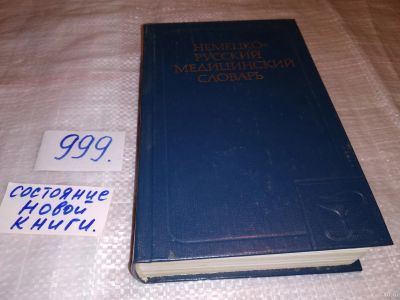 НЕМЕЦКО-
РУССКИЙ
МЕДИЦИНСКИЙ
СЛОВАРЬ
999.
СОСТОЯНИЕ
НОВОЙ
КНИГИ.